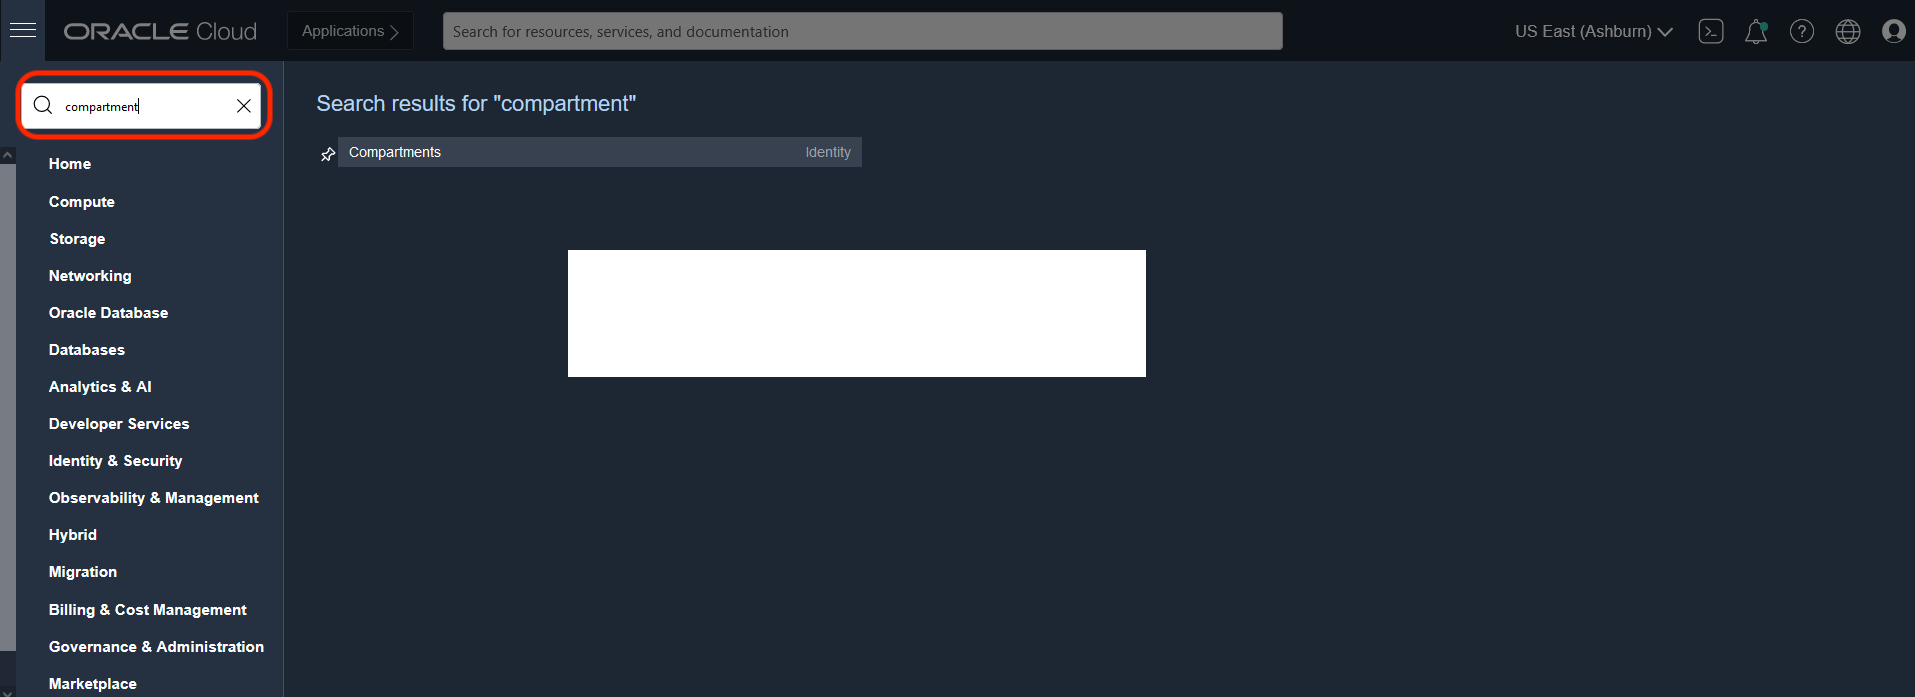 ORACLE Cloud
Applications
Search for resources, services, and documentation
US East (Ashburn)
compartment
Home
Compute
Storage
Networking
Oracle Database
Databases
Analytics & AI
Developer Services
Identity & Security
Observability & Management
Hybrid
Migration
Billing & Cost Management
Governance & Administration
Marketplace
Search results for "compartment"
Compartments Identity